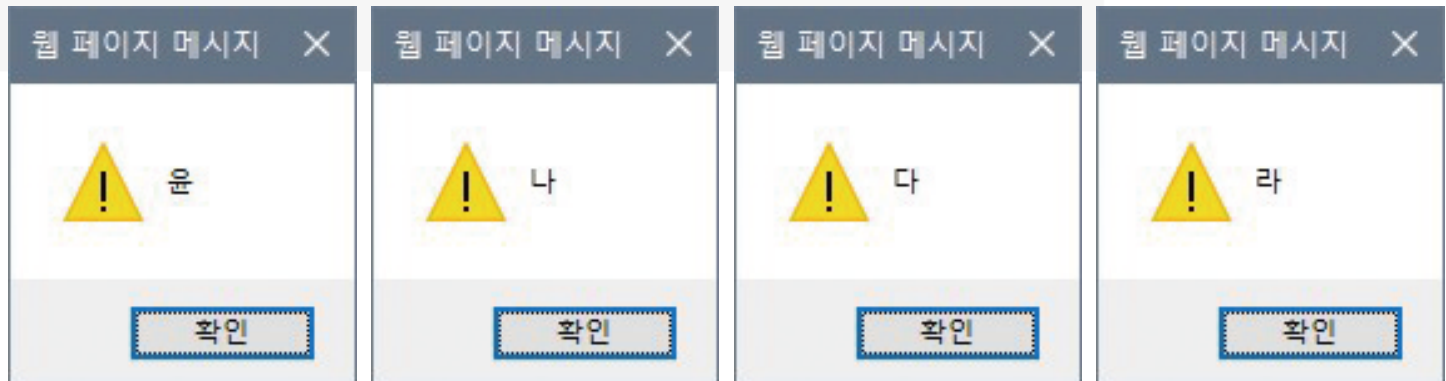 웹 페이지 메시지
윤
확인
웹 페이지 메시지
나
확인
웹 페이지 메시지
다
확인
웹 페이지 메시지
라
확인